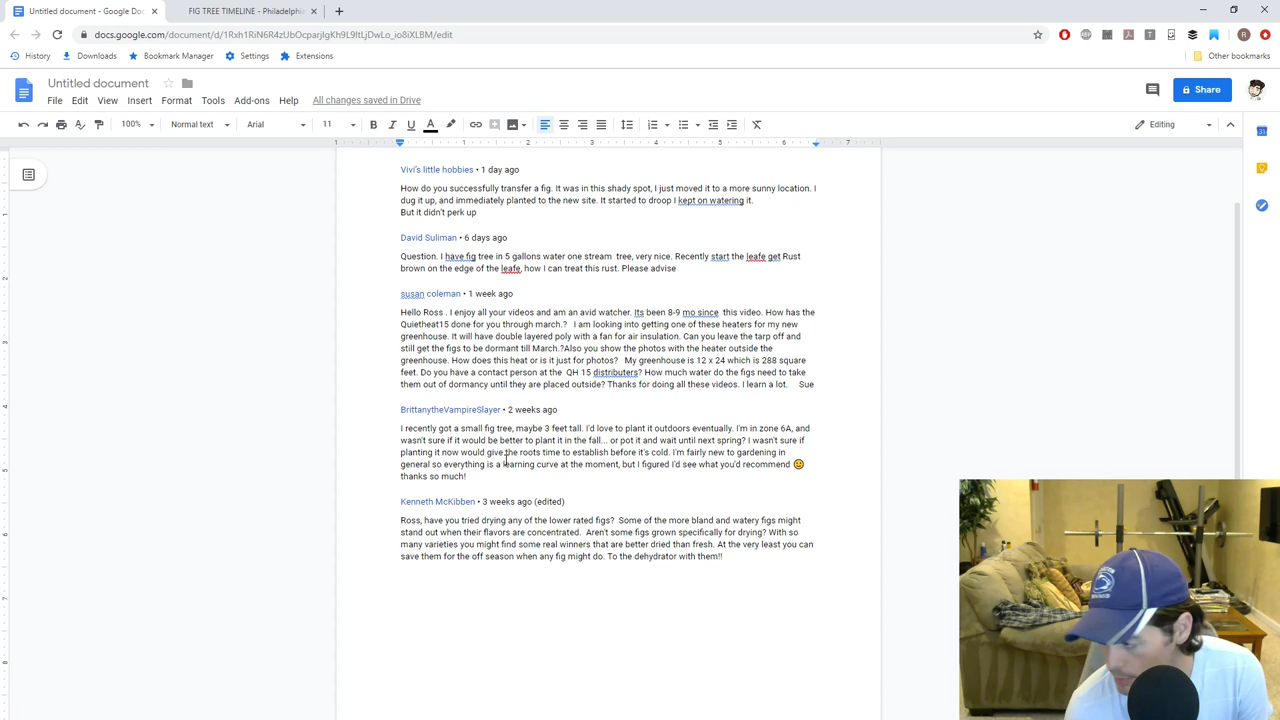 Untitled document - Google Doc
FIG TREE TIMELINE - Philadelphia
docs.google.com/document/d/1Rxh1RiN6R4zUbOcparjIgKh9L9ltLjDwLo_io8iXLBM/edit
History Downloads Bookmark Manager Settings Extensions Other bookmarks
Untitled document
File Edit View Insert Format Tools Add-ons Help All changes saved in Drive
Share
100% Normal text Arial 11 B I U A Editing
1 1 2 3 4 5 6 7
Vivi's little hobbies • 1 day ago
How do you successfully transfer a fig. It was in this shady spot, I just moved it to a more sunny location. I
dug it up, and immediately planted to the new site. It started to droop I kept on watering it.
But it didn't perk up
David Suliman • 6 days ago
Question. I have fig tree in 5 gallons water one stream tree, very nice. Recently start the leafe get Rust
brown on the edge of the leafe, how I can treat this rust. Please advise
susan coleman • 1 week ago
Hello Ross . I enjoy all your videos and am an avid watcher. Its been 8-9 mo since this video. How has the
Quietheat15 done for you through march.? I am looking into getting one of these heaters for my new
greenhouse. It will have double layered poly with a fan for air insulation. Can you leave the tarp off and
still get the figs to be dormant till March.?Also you show the photos with the heater outside the
greenhouse. How does this heat or is it just for photos? My greenhouse is 12 x 24 which is 288 square
feet. Do you have a contact person at the QH 15 distributers? How much water do the figs need to take
them out of dormancy until they are placed outside? Thanks for doing all these videos. I learn a lot. Sue
BrittanytheVampireSlayer • 2 weeks ago
I recently got a small fig tree, maybe 3 feet tall. I'd love to plant it outdoors eventually. I'm in zone 6A, and
wasn't sure if it would be better to plant it in the fall... or pot it and wait until next spring? I wasn't sure if
planting it now would give the roots time to establish before it's cold. I'm fairly new to gardening in
general so everything is a learning curve at the moment, but I figured I'd see what you'd recommend 🙂
thanks so much!
Kenneth McKibben • 3 weeks ago (edited)
Ross, have you tried drying any of the lower rated figs? Some of the more bland and watery figs might
stand out when their flavors are concentrated. Aren't some figs grown specifically for drying? With so
many varieties you might find some real winners that are better dried than fresh. At the very least you can
save them for the off season when any fig might do. To the dehydrator with them!!